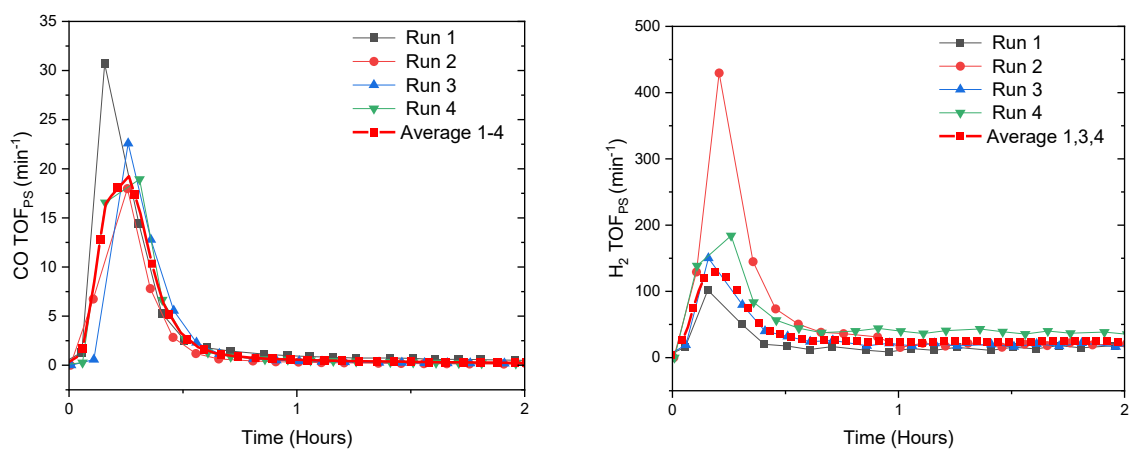 35
30
25
20
15
10
5
0
CO TOF_PS (min⁻¹)
Run 1
Run 2
Run 3
Run 4
Average 1-4
0
1
2
Time (Hours)
500
400
300
200
100
0
H₂ TOF_PS (min⁻¹)
Run 1
Run 2
Run 3
Run 4
Average 1,3,4
0
1
2
Time (Hours)